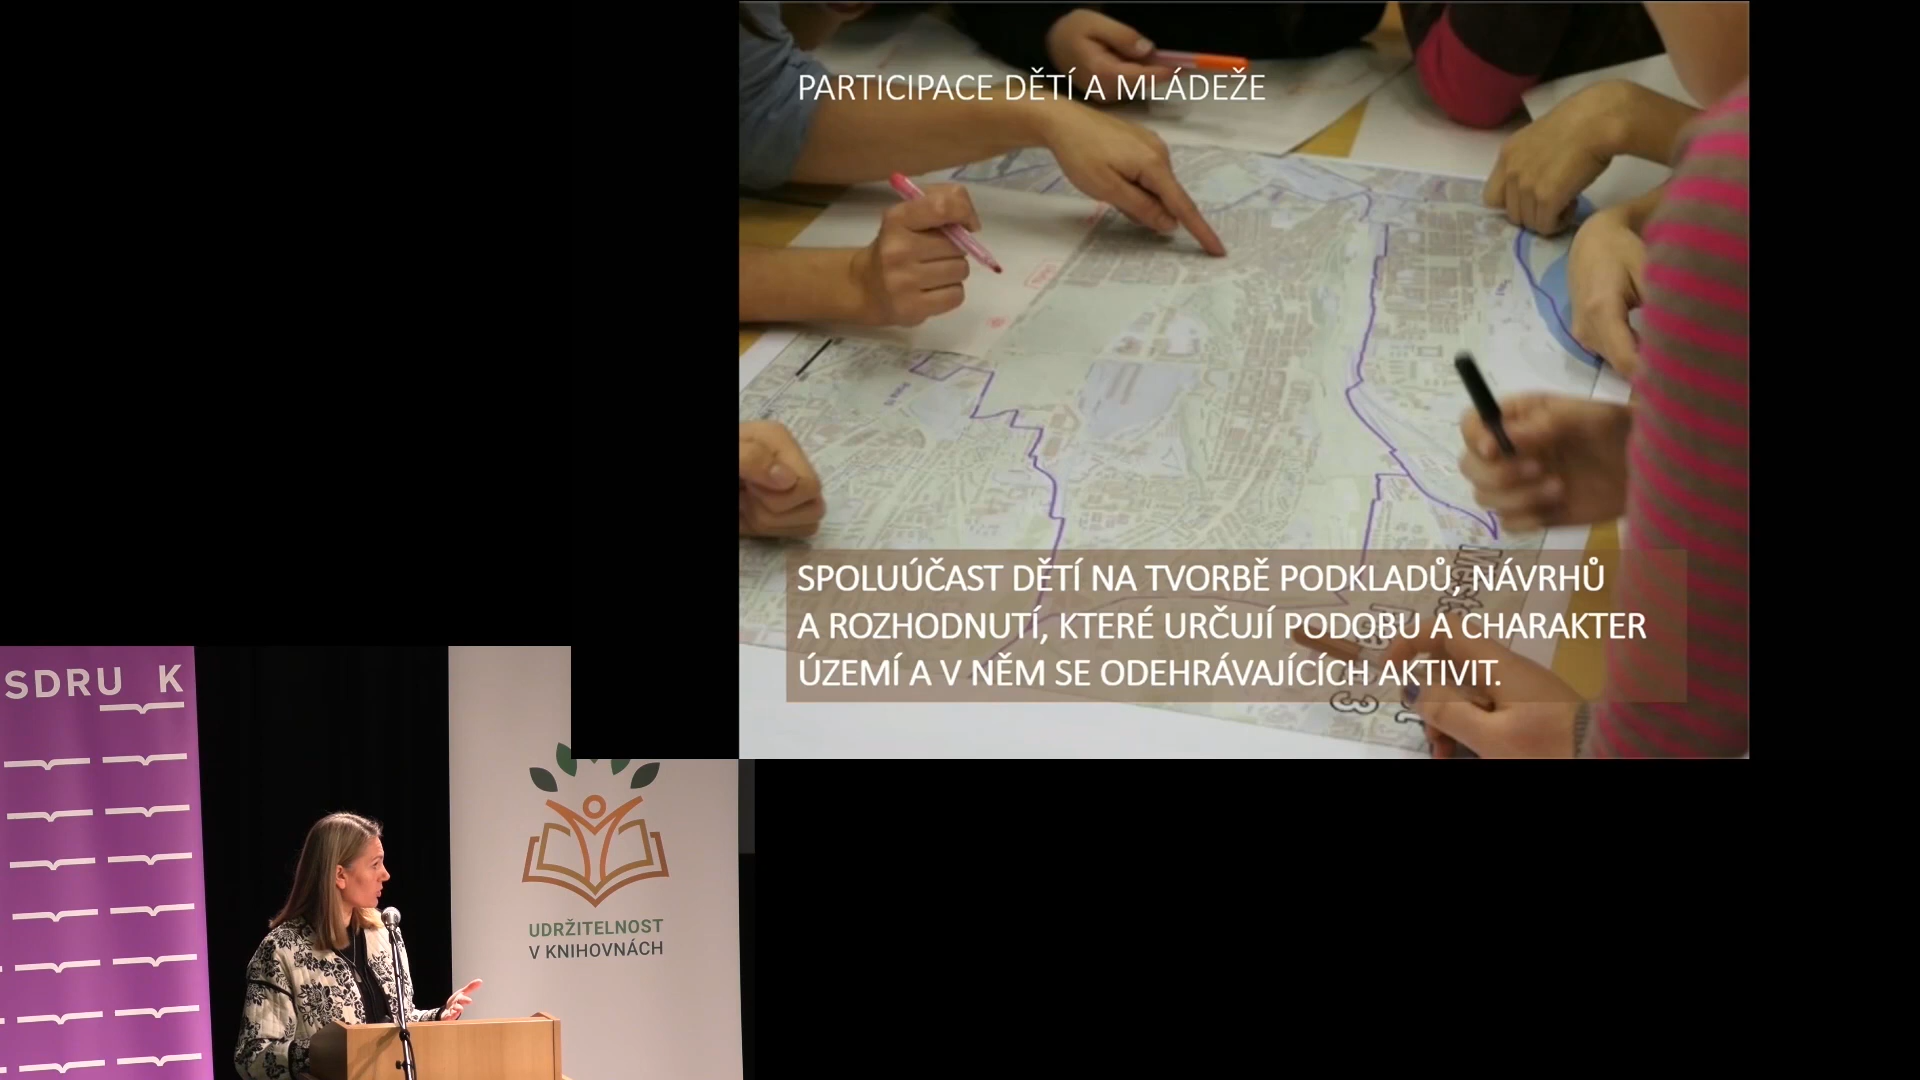 PARTICIPACE DĚTÍ A MLÁDEŽE
SPOLUÚČAST DĚTÍ NA TVORBĚ PODKLADŮ, NÁVRHŮ
A ROZHODNUTÍ, KTERÉ URČUJÍ PODOBU A CHARAKTER
ÚZEMÍ A V NĚM SE ODEHRÁVAJÍCÍCH AKTIVIT.
SDRUK
UDRŽITELNOST
V KNIHOVNÁCH